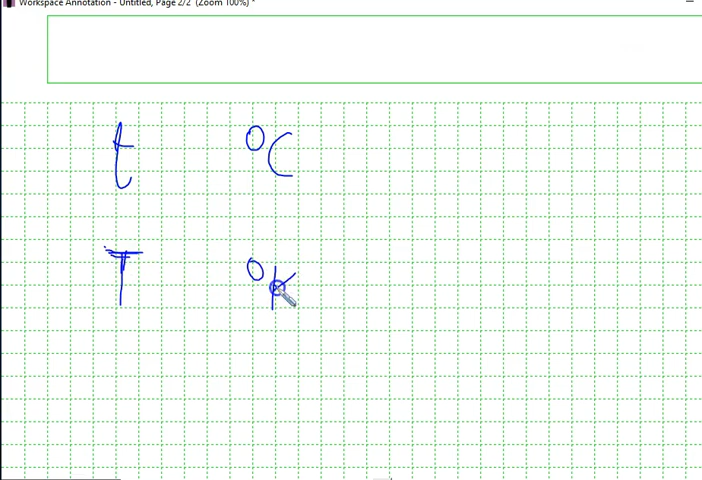 Workspace Annotation - Untitled, Page 2/2 (Zoom 100%) *
t °C
T °K